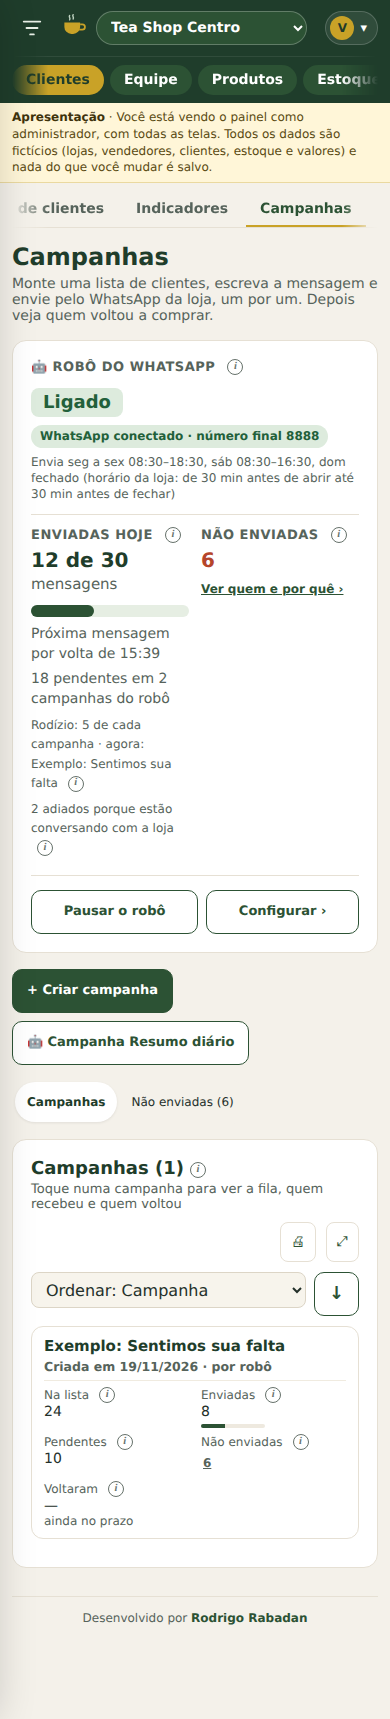 Tea Shop Centro
V ▾
Clientes Equipe Produtos Estoque
Apresentação · Você está vendo o painel como
administrador, com todas as telas. Todos os dados são
fictícios (lojas, vendedores, clientes, estoque e valores) e
nada do que você mudar é salvo.
de clientes Indicadores Campanhas
Campanhas
Monte uma lista de clientes, escreva a mensagem e
envie pelo WhatsApp da loja, um por um. Depois
veja quem voltou a comprar.
🤖 ROBÔ DO WHATSAPP i
Ligado
WhatsApp conectado · número final 8888
Envia seg a sex 08:30–18:30, sáb 08:30–16:30, dom
fechado (horário da loja: de 30 min antes de abrir até
30 min antes de fechar)
ENVIADAS HOJE i
12 de 30
mensagens
Próxima mensagem
por volta de 15:39
18 pendentes em 2
campanhas do robô
Rodízio: 5 de cada
campanha · agora:
Exemplo: Sentimos sua
falta i
2 adiados porque estão
conversando com a loja
i
NÃO ENVIADAS i
6
Ver quem e por quê ›
Pausar o robô
Configurar ›
+ Criar campanha
🤖 Campanha Resumo diário
Campanhas Não enviadas (6)
Campanhas (1) i
Toque numa campanha para ver a fila, quem
recebeu e quem voltou
Ordenar: Campanha
↓
Exemplo: Sentimos sua falta
Criada em 19/11/2026 · por robô
Na lista i
24
Enviadas i
8
Pendentes i
10
Não enviadas i
6
Voltaram i
—
ainda no prazo
Desenvolvido por Rodrigo Rabadan